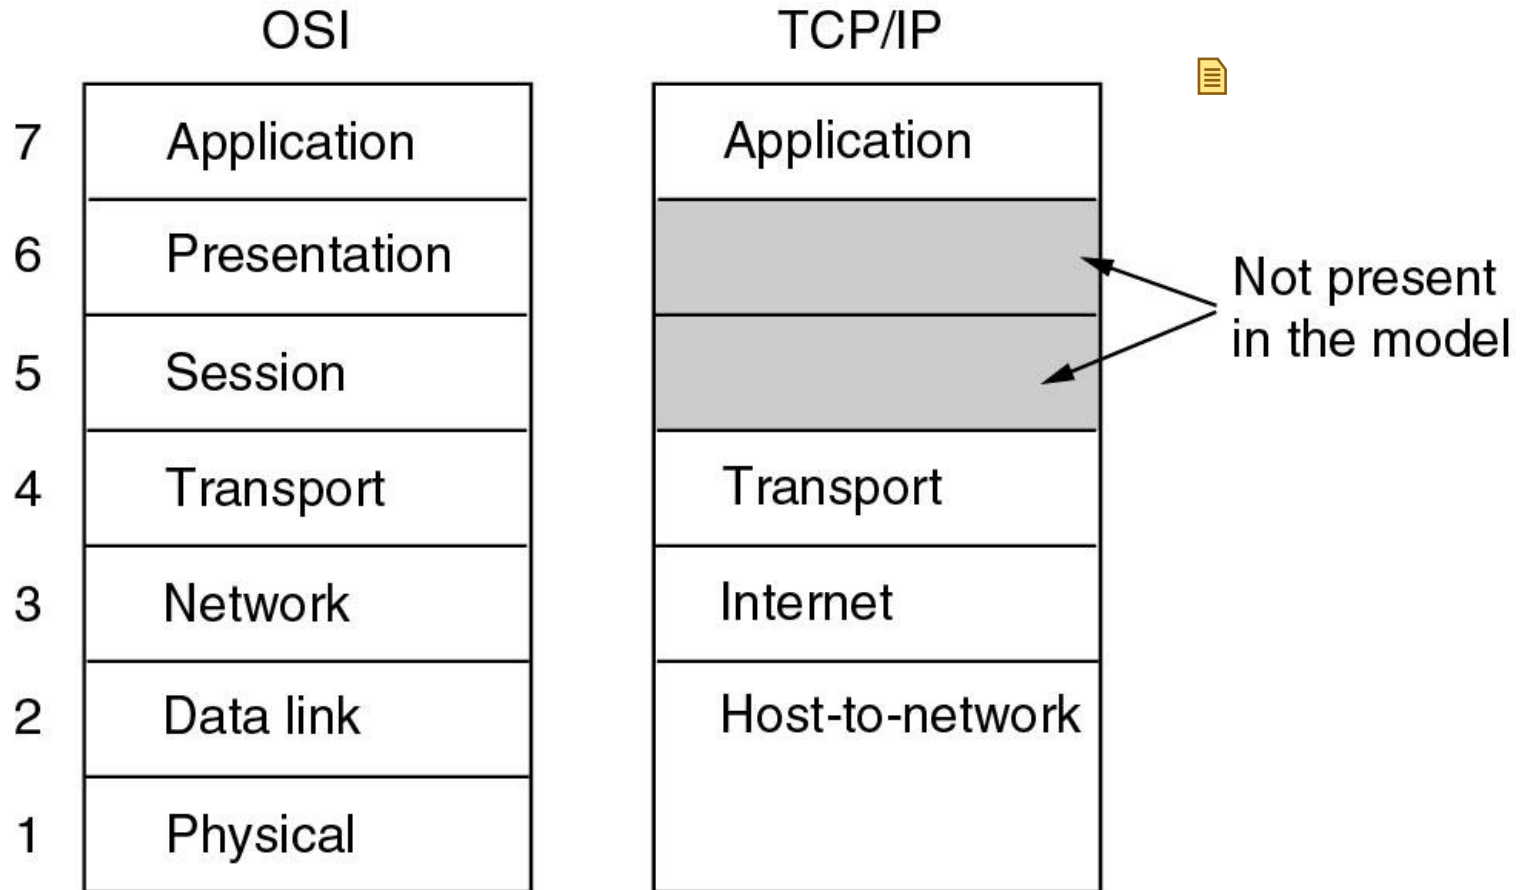 OSI
TCP/IP
7 Application Application
6 Presentation
5 Session
Not present
in the model
4 Transport Transport
3 Network Internet
2 Data link Host-to-network
1 Physical